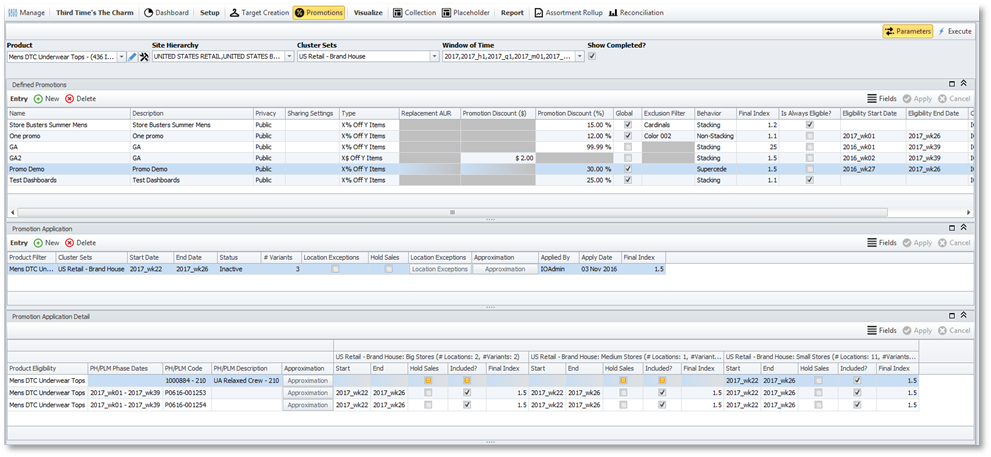 Manage Third Time's The Charm Dashboard Setup Target Creation Promotions Visualize Collection Placeholder Report Assortment Rollup Reconciliation
Parameters Execute
Product Site Hierarchy Cluster Sets Window of Time Show Completed?
Mens DTC Underwear Tops - (436 I... UNITED STATES RETAIL,UNITED STATES B... US Retail - Brand House 2017,2017_h1,2017_q1,2017_m01,2017_...
Defined Promotions
Entry New Delete Fields Apply Cancel
Name Description Privacy Sharing Settings Type Replacement AUR Promotion Discount ($) Promotion Discount (%) Global Exclusion Filter Behavior Final Index Is Always Eligible? Eligibility Start Date Eligibility End Date
Store Busters Summer Mens Store Busters Summer Mens Public X% Off Y Items 15.00 % Cardinals Stacking 1.2
One promo One promo Public X% Off Y Items 12.00 % Color 002 Non-Stacking 1.1 2017_wk01 2017_wk26
GA GA Public X% Off Y Items 99.99 % Stacking 25 2016_wk01 2017_wk39
GA2 GA Public X$ Off Y Items $ 2.00 Stacking 1.5 2016_wk02 2017_wk39
Promo Demo Promo Demo Public X% Off Y Items 30.00 % Supercede 1.5 2016_wk27 2017_wk26
Test Dashboards Test Dashboards Public X% Off Y Items 25.00 % Stacking 1.1
Promotion Application
Entry New Delete Fields Apply Cancel
Product Filter Cluster Sets Start Date End Date Status # Variants Location Exceptions Hold Sales Location Exceptions Approximation Applied By Apply Date Final Index
Mens DTC Un... US Retail - Brand House 2017_wk22 2017_wk26 Inactive 3 Location Exceptions Approximation IOAdmin 03 Nov 2016 1.5
Promotion Application Detail
Fields Apply Cancel
US Retail - Brand House: Big Stores (# Locations: 2, #Variants: 2) US Retail - Brand House: Medium Stores (# Locations: 1, #Variant... US Retail - Brand House: Small Stores (# Locations: 11, #Variants...
Product Eligibility PH/PLM Phase Dates PH/PLM Code PH/PLM Description Approximation Start End Hold Sales Included? Final Index Start End Hold Sales Included? Final Index Start End Hold Sales Included? Final Index
Mens DTC Underwear Tops 1000884 - 210 UA Relaxed Crew - 210 Approximation 2017_wk22 2017_wk26 1.5
Mens DTC Underwear Tops 2017_wk01 - 2017_wk39 P0616-001253 Approximation 2017_wk22 2017_wk26 1.5 2017_wk22 2017_wk26 1.5 2017_wk22 2017_wk26 1.5
Mens DTC Underwear Tops 2017_wk01 - 2017_wk39 P0616-001254 Approximation 2017_wk22 2017_wk26 1.5 2017_wk22 2017_wk26 1.5 2017_wk22 2017_wk26 1.5